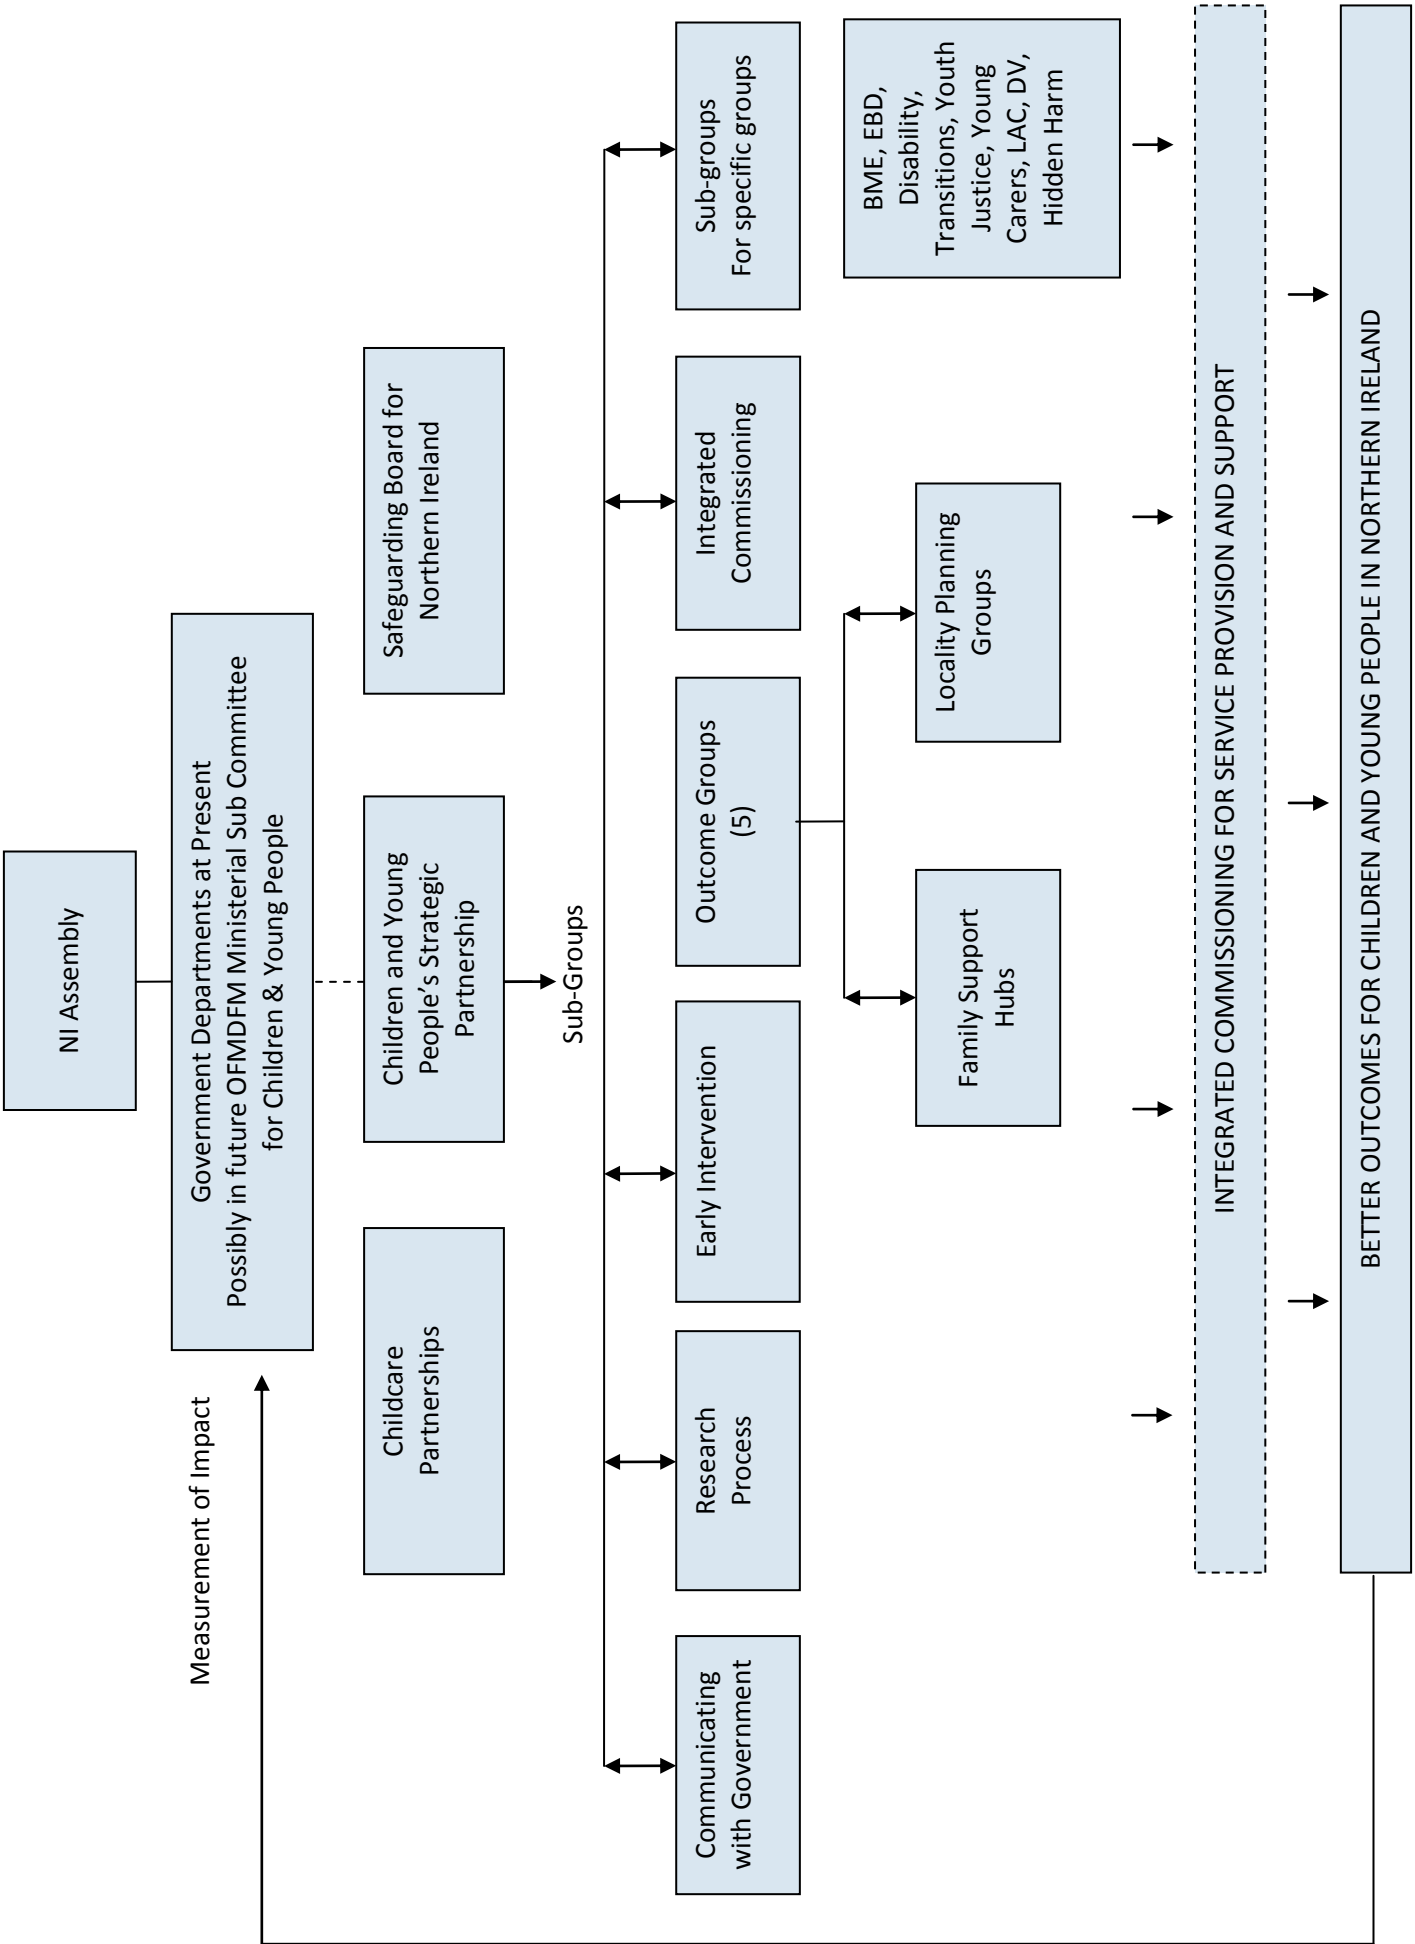 NI Assembly
Government Departments at Present
Possibly in future OFMDFM Ministerial Sub Committee
for Children & Young People
Measurement of Impact
Childcare
Partnerships
Children and Young
People’s Strategic
Partnership
Safeguarding Board for
Northern Ireland
Sub-Groups
Communicating
with Government
Research
Process
Early Intervention
Outcome Groups
(5)
Integrated
Commissioning
Sub-groups
For specific groups
BME, EBD,
Disability,
Transitions, Youth
Justice, Young
Carers, LAC, DV,
Hidden Harm
Family Support
Hubs
Locality Planning
Groups
INTEGRATED COMMISSIONING FOR SERVICE PROVISION AND SUPPORT
BETTER OUTCOMES FOR CHILDREN AND YOUNG PEOPLE IN NORTHERN IRELAND